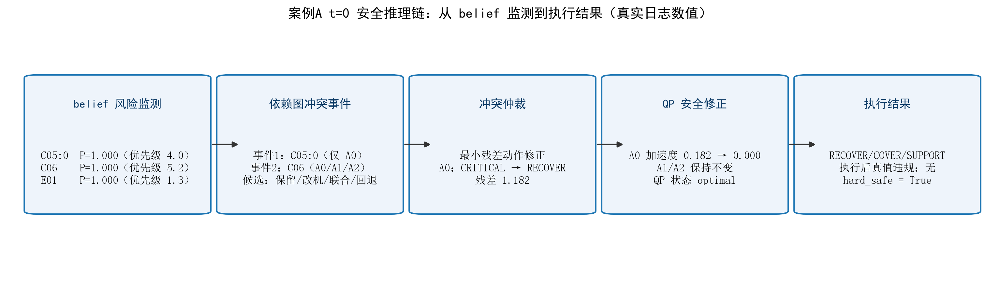 案例A t=0 安全推理链：从 belief 监测到执行结果（真实日志数值）
belief 风险监测
C05:0 P=1.000（优先级 4.0）
C06 P=1.000（优先级 5.2）
E01 P=1.000（优先级 1.3）
依赖图冲突事件
事件1：C05:0（仅 A0）
事件2：C06（A0/A1/A2）
候选：保留/改机/联合/回退
冲突仲裁
最小残差动作修正
A0：CRITICAL → RECOVER
残差 1.182
QP 安全修正
A0 加速度 0.182 → 0.000
A1/A2 保持不变
QP 状态 optimal
执行结果
RECOVER/COVER/SUPPORT
执行后真值违规：无
hard_safe = True